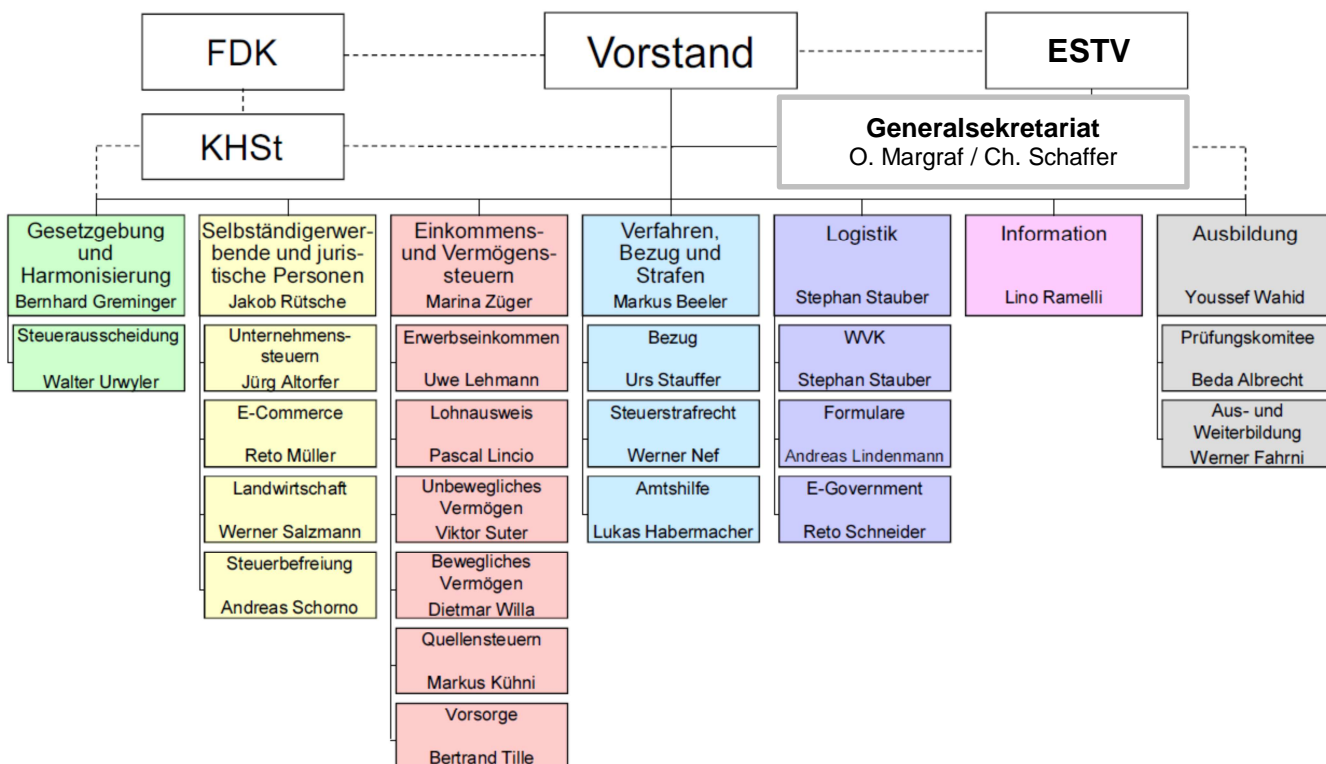 FDK
Vorstand
ESTV
KHSt
Generalsekretariat
O. Margraf / Ch. Schaffer
Gesetzgebung
und
Harmonisierung
Bernhard Greminger
Steuerausscheidung
Walter Urwyler
Selbständigerwer-
bende und juris-
tische Personen
Jakob Rütsche
Unternehmens-
steuern
Jürg Altorfer
E-Commerce
Reto Müller
Landwirtschaft
Werner Salzmann
Steuerbefreiung
Andreas Schorno
Einkommens-
und Vermögens-
steuern
Marina Züger
Erwerbseinkommen
Uwe Lehmann
Lohnausweis
Pascal Lincio
Unbewegliches
Vermögen
Viktor Suter
Bewegliches
Vermögen
Dietmar Willa
Quellensteuern
Markus Kühni
Vorsorge
Bertrand Tille
Verfahren,
Bezug und
Strafen
Markus Beeler
Bezug
Urs Stauffer
Steuerstrafrecht
Werner Nef
Amtshilfe
Lukas Habermacher
Logistik
Stephan Stauber
WVK
Stephan Stauber
Formulare
Andreas Lindenmann
E-Government
Reto Schneider
Information
Lino Ramelli
Ausbildung
Youssef Wahid
Prüfungskomitee
Beda Albrecht
Aus- und
Weiterbildung
Werner Fahrni